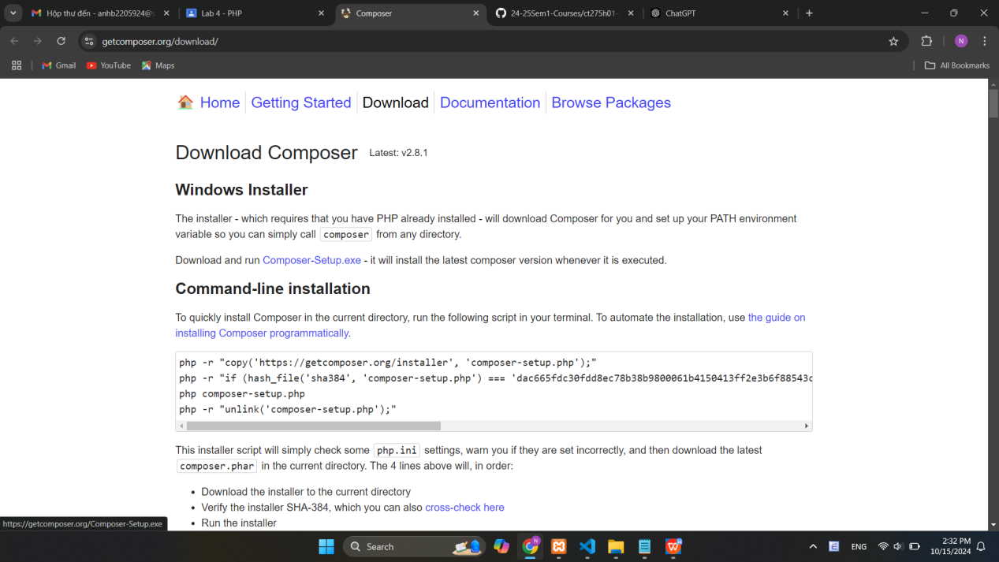 Hộp thư đến - anhb2205924@
Lab 4 - PHP
Composer
24-25Sem1-Courses/ct275h01-
ChatGPT
getcomposer.org/download/
N
Gmail
YouTube
Maps
All Bookmarks
Home
Getting Started
Download
Documentation
Browse Packages
Download Composer
Latest: v2.8.1
Windows Installer
The installer - which requires that you have PHP already installed - will download Composer for you and set up your PATH environment
variable so you can simply call composer from any directory.
Download and run Composer-Setup.exe - it will install the latest composer version whenever it is executed.
Command-line installation
To quickly install Composer in the current directory, run the following script in your terminal. To automate the installation, use the guide on
installing Composer programmatically.
php -r "copy('https://getcomposer.org/installer', 'composer-setup.php');"
php -r "if (hash_file('sha384', 'composer-setup.php') === 'dac665fdc30fdd8ec78b38b9800061b4150413ff2e3b6f88543c
php composer-setup.php
php -r "unlink('composer-setup.php');"
This installer script will simply check some php.ini settings, warn you if they are set incorrectly, and then download the latest
composer.phar in the current directory. The 4 lines above will, in order:
• Download the installer to the current directory
• Verify the installer SHA-384, which you can also cross-check here
• Run the installer
https://getcomposer.org/Composer-Setup.exe
Search
N
ENG
2:32 PM
10/15/2024